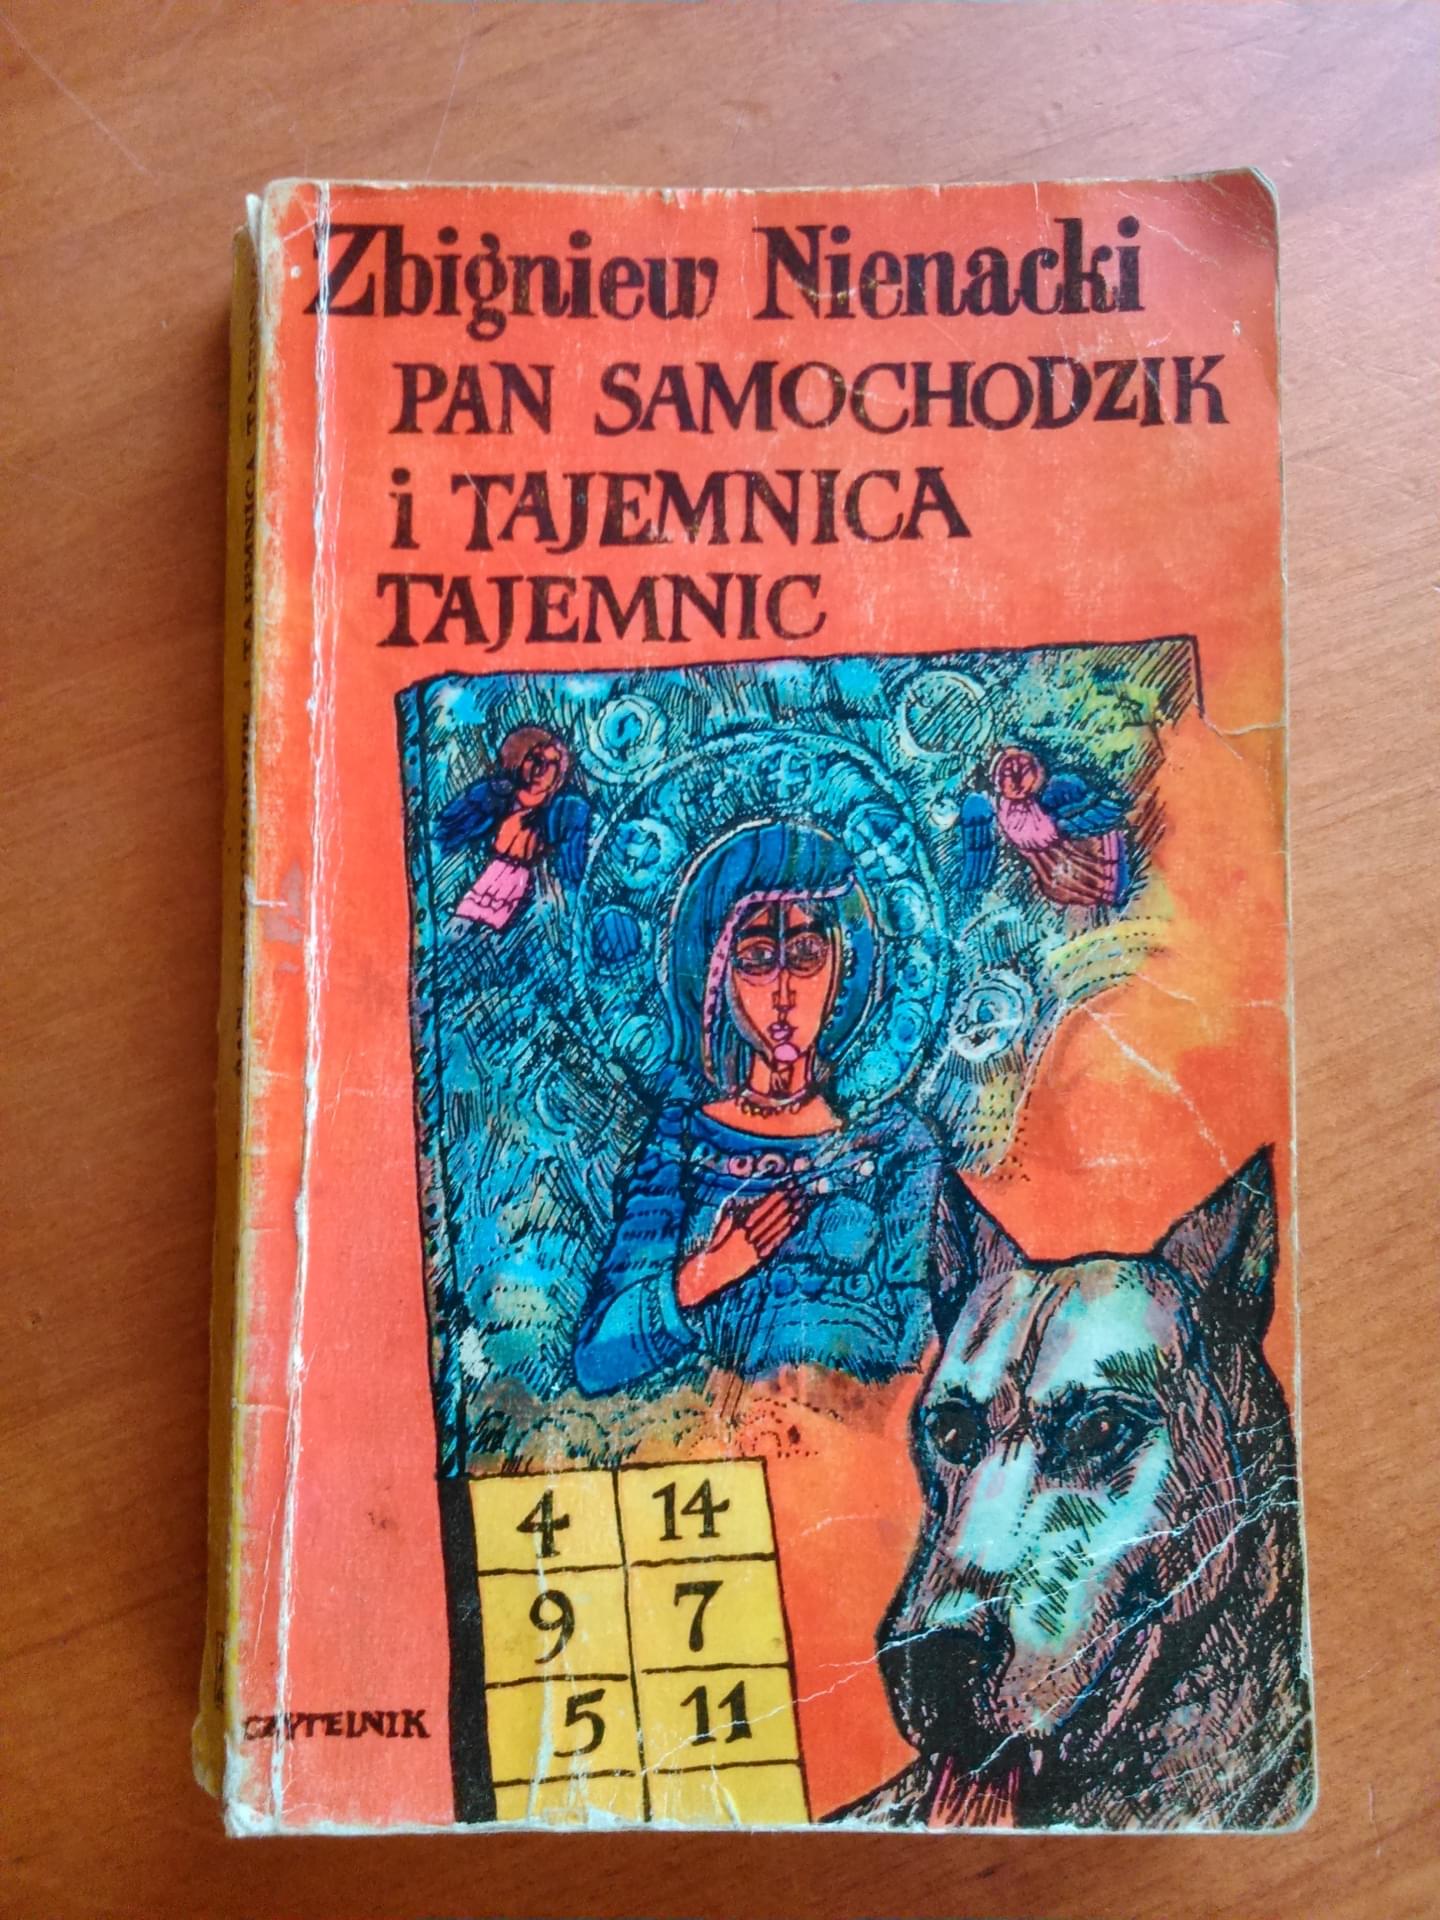 Zbigniew Nienacki
PAN SAMOCHODZIK
i TAJEMNICA
TAJEMNIC
4 14
9 7
5 11
CZYTELNIK